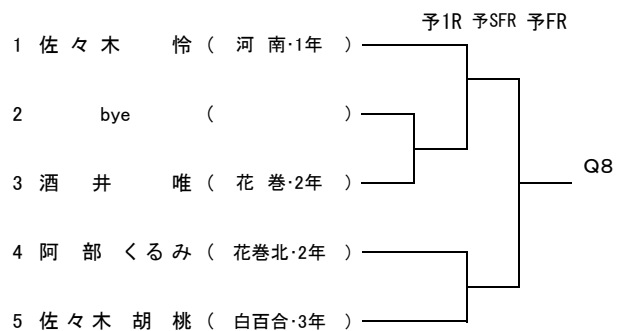 予1R 予SFR 予FR
1 佐々木 怜 ( 河 南・1年 )
2 bye ( )
3 酒井 唯 ( 花 巻・2年 )
Q8
4 阿部 くるみ ( 花巻北・2年 )
5 佐々木 胡桃 ( 白百合・3年 )